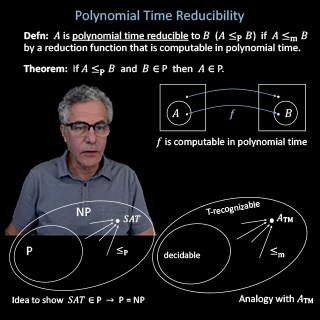 Polynomial Time Reducibility
Defn: A is polynomial time reducible to B (A ≤P B) if A ≤m B
by a reduction function that is computable in polynomial time.
Theorem: If A ≤P B and B ∈ P then A ∈ P.
A
f
B
f is computable in polynomial time
NP
SAT
P
≤P
T-recognizable
ATM
decidable
≤m
Idea to show SAT ∈ P → P = NP
Analogy with ATM